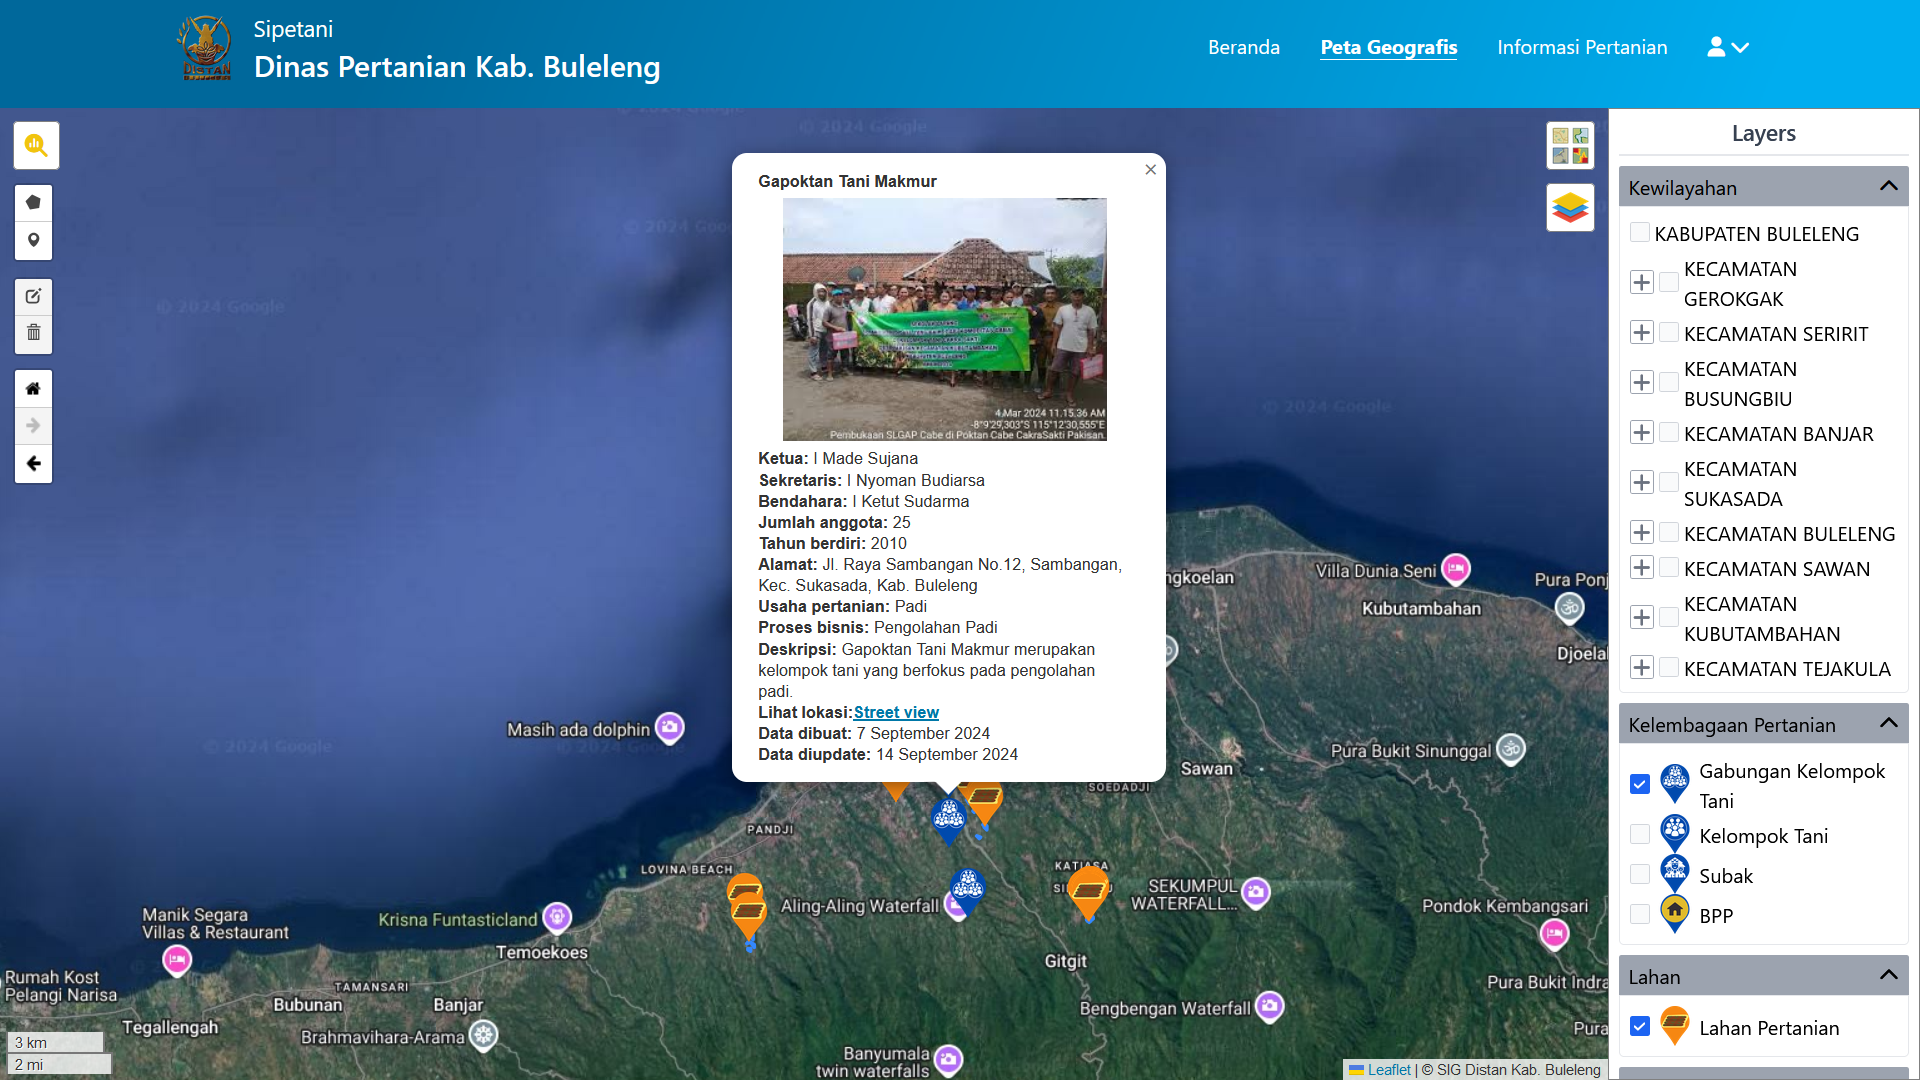 Sipetani
Dinas Pertanian Kab. Buleleng
DISTAN
Beranda
Peta Geografis
Informasi Pertanian
© 2024 Google
© 2024 Google
© 2024 Google
© 2024 Google
© 2024 Google
Gapoktan Tani Makmur
×
4 Mar 2024 11.15.36 AM
-8°9'29,303"S 115°12'30,555"E
Pembukaan SLGAP Cabe di Poktan Cabe CakraSakti Pakisan.
Ketua: I Made Sujana
Sekretaris: I Nyoman Budiarsa
Bendahara: I Ketut Sudarma
Jumlah anggota: 25
Tahun berdiri: 2010
Alamat: Jl. Raya Sambangan No.12, Sambangan,
Kec. Sukasada, Kab. Buleleng
Usaha pertanian: Padi
Proses bisnis: Pengolahan Padi
Deskripsi: Gapoktan Tani Makmur merupakan
kelompok tani yang berfokus pada pengolahan
padi.
Lihat lokasi:Street view
Data dibuat: 7 September 2024
Data diupdate: 14 September 2024
ngkoelan
Villa Dunia Seni
Pura Ponj
Kubutambahan
Djoelal
Masih ada dolphin
Pura Bukit Sinunggal
Sawan
SOEDADJI
PANDJI
LOVINA BEACH
KATIASA
Aling-Aling Waterfall
SEKUMPUL
WATERFALL...
Pondok Kembangsari
Manik Segara
Villas & Restaurant
Krisna Funtasticland
Temoekoes
Gitgit
Rumah Kost
Pelangi Narisa
TAMANSARI
Bubunan
Banjar
Pura Bukit Indra
Bengbengan Waterfall
Tegallengah
Brahmavihara-Arama
Pura
Banyumala
twin waterfalls
3 km
2 mi
Leaflet | © SIG Distan Kab. Buleleng
Layers
Kewilayahan
KABUPATEN BULELENG
KECAMATAN
GEROKGAK
KECAMATAN SERIRIT
KECAMATAN
BUSUNGBIU
KECAMATAN BANJAR
KECAMATAN
SUKASADA
KECAMATAN BULELENG
KECAMATAN SAWAN
KECAMATAN
KUBUTAMBAHAN
KECAMATAN TEJAKULA
Kelembagaan Pertanian
Gabungan Kelompok
Tani
Kelompok Tani
Subak
BPP
Lahan
Lahan Pertanian